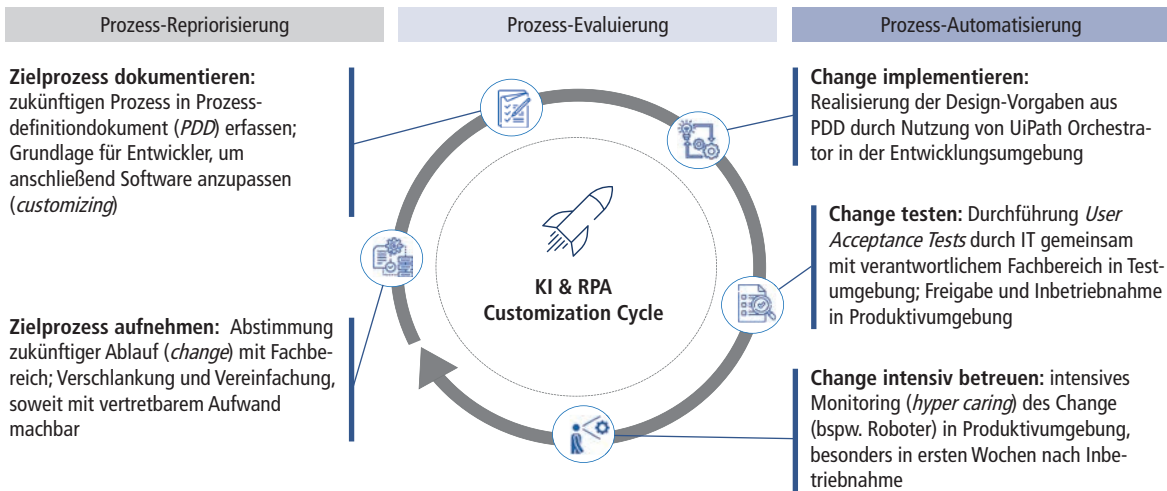 Prozess-Repriorisierung
Prozess-Evaluierung
Prozess-Automatisierung
Zielprozess dokumentieren:
zukünftigen Prozess in Prozess-
definitiondokument (PDD) erfassen;
Grundlage für Entwickler, um
anschließend Software anzupassen
(customizing)
Zielprozess aufnehmen: Abstimmung
zukünftiger Ablauf (change) mit Fachbe-
reich; Verschlankung und Vereinfachung,
soweit mit vertretbarem Aufwand
machbar
KI & RPA
Customization Cycle
Change implementieren:
Realisierung der Design-Vorgaben aus
PDD durch Nutzung von UiPath Orchestra-
tor in der Entwicklungsumgebung
Change testen: Durchführung User
Acceptance Tests durch IT gemeinsam
mit verantwortlichem Fachbereich in Test-
umgebung; Freigabe und Inbetriebnahme
in Produktivumgebung
Change intensiv betreuen: intensives
Monitoring (hyper caring) des Change
(bspw. Roboter) in Produktivumgebung,
besonders in ersten Wochen nach Inbe-
triebnahme